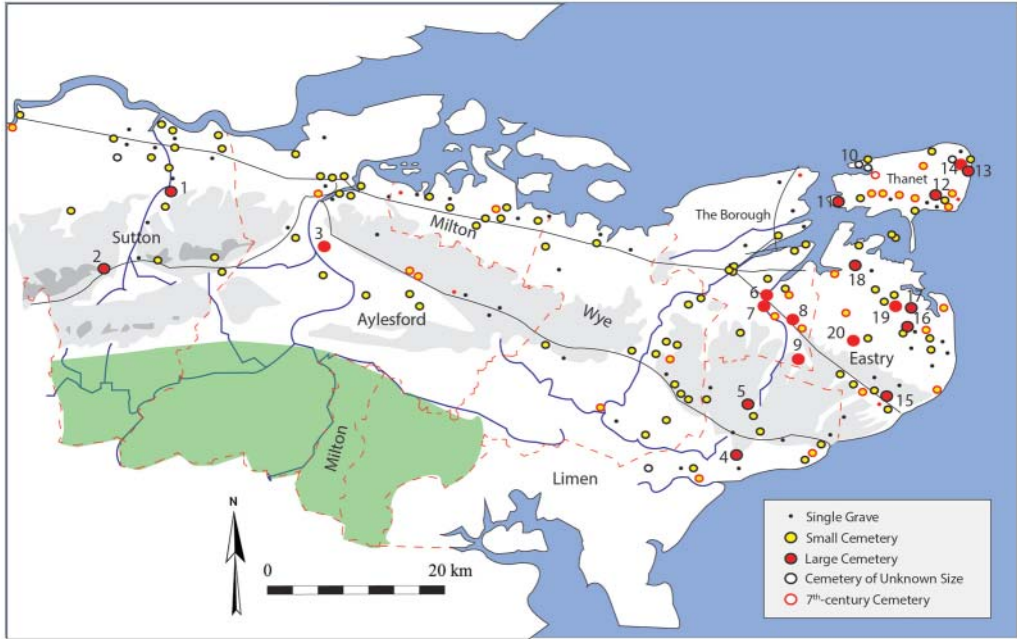 10
14
Thanet
13
1
12
11
The Borough
Milton
Sutton
3
2
18
17
6
19
16
7
8
Wye
20
Aylesford
9
Eastry
5
15
Milton
4
Limen
N
0 20 km
Single Grave
Small Cemetery
Large Cemetery
Cemetery of Unknown Size
7th-century Cemetery